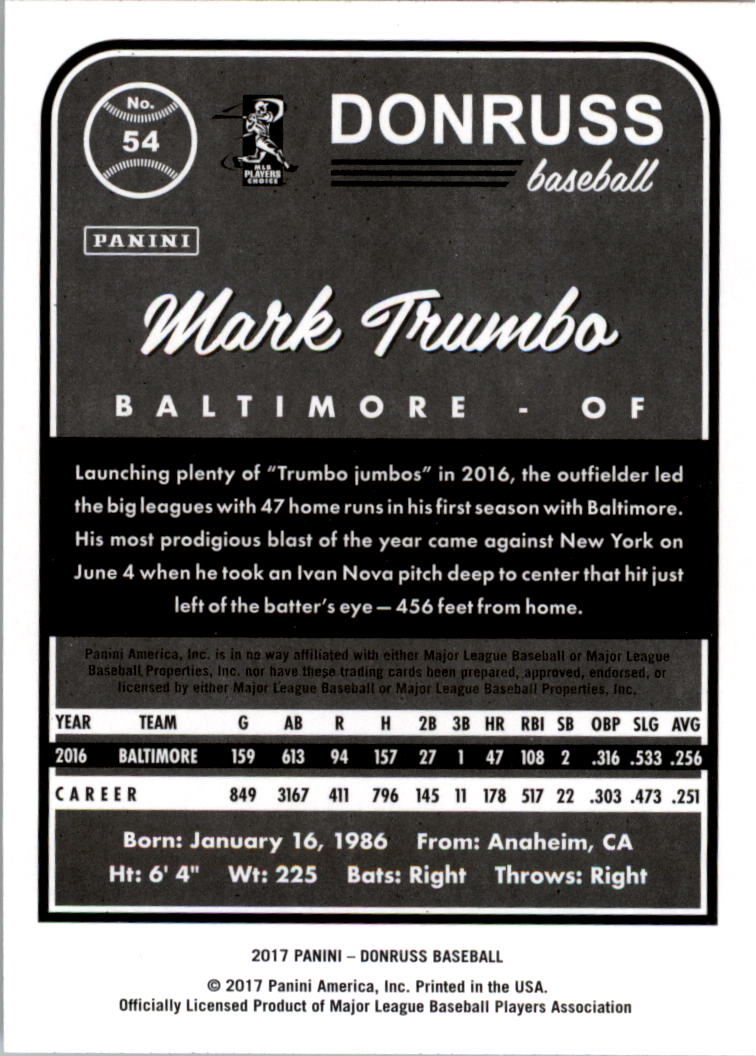 No.
54
MLB
PLAYERS
CHOICE
DONRUSS
baseball
PANINI
Mark Trumbo
BALTIMORE - OF
Launching plenty of "Trumbo jumbos" in 2016, the outfielder led
the big leagues with 47 home runs in his first season with Baltimore.
His most prodigious blast of the year came against New York on
June 4 when he took an Ivan Nova pitch deep to center that hit just
left of the batter's eye — 456 feet from home.
Panini America, Inc. is in no way affiliated with either Major League Baseball or Major League
Baseball Properties, Inc. nor have these trading cards been prepared, approved, endorsed, or
licensed by either Major League Baseball or Major League Baseball Properties, Inc.
YEAR TEAM G AB R H 2B 3B HR RBI SB OBP SLG AVG
2016 BALTIMORE 159 613 94 157 27 1 47 108 2 .316 .533 .256
CAREER 849 3167 411 796 145 11 178 517 22 .303 .473 .251
Born: January 16, 1986 From: Anaheim, CA
Ht: 6' 4" Wt: 225 Bats: Right Throws: Right
2017 PANINI – DONRUSS BASEBALL
© 2017 Panini America, Inc. Printed in the USA.
Officially Licensed Product of Major League Baseball Players Association